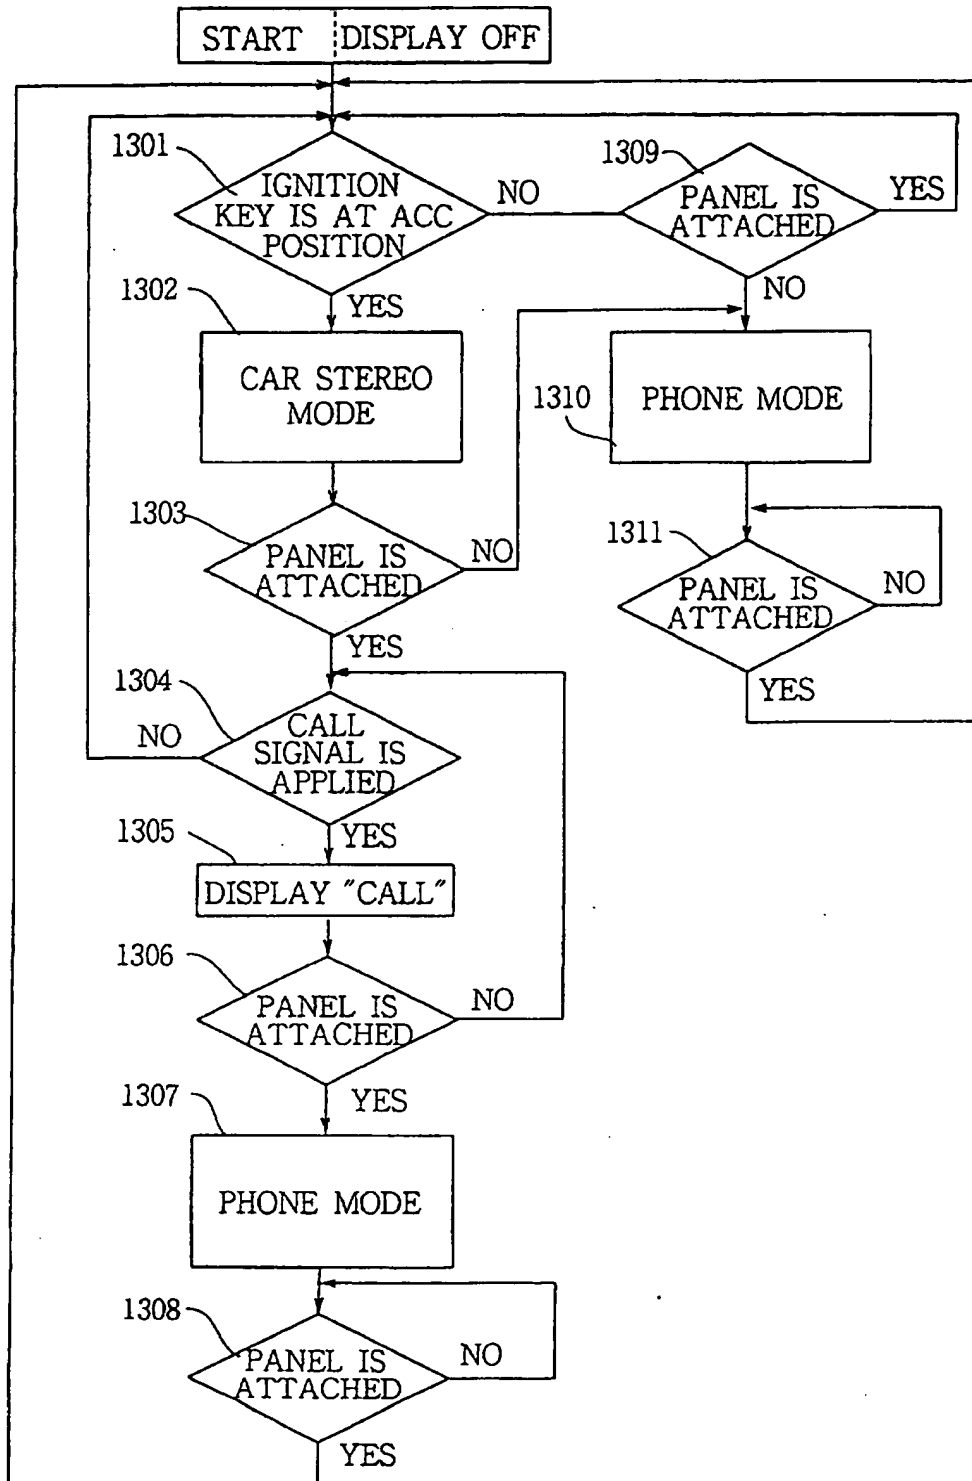 START DISPLAY OFF
1301
IGNITION
KEY IS AT ACC
POSITION
NO
YES
1309
PANEL IS
ATTACHED
YES
NO
1302
CAR STEREO
MODE
1310
PHONE MODE
1303
PANEL IS
ATTACHED
NO
YES
1311
PANEL IS
ATTACHED
NO
YES
1304
CALL
SIGNAL IS
APPLIED
NO
YES
1305
DISPLAY "CALL"
1306
PANEL IS
ATTACHED
NO
YES
1307
PHONE MODE
1308
PANEL IS
ATTACHED
NO
YES